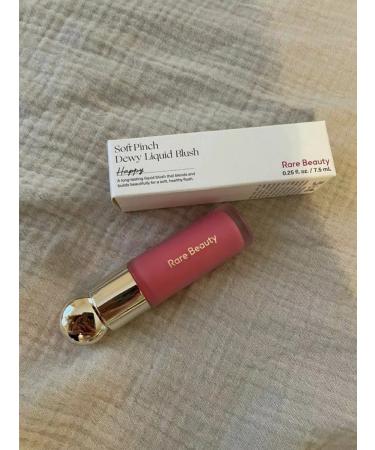 Soft Pinch
Dewy Liquid Blush
Happy
A long-lasting liquid blush that blends and
builds beautifully for a soft, healthy flush.
Rare Beauty
0.25 fl. oz. / 7.5 mL
Rare Beauty